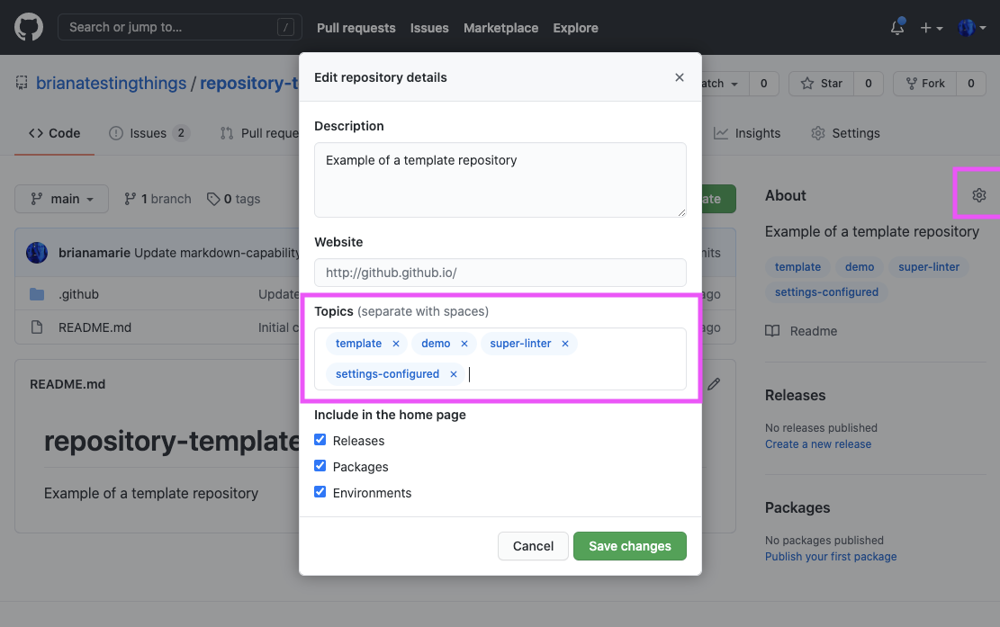 Search or jump to... /
Pull requests Issues Marketplace Explore
brianatestingthings / repository-t
atch 0 Star 0 Fork 0
Code Issues 2 Pull reque
Insights Settings
main 1 branch 0 tags
ate
brianamarie Update markdown-capability
its
.github Update
ago
README.md Initial c
ago
README.md
repository-template
Example of a template repository
Edit repository details
Description
Example of a template repository
Website
http://github.github.io/
Topics (separate with spaces)
template × demo × super-linter ×
settings-configured ×
Include in the home page
Releases
Packages
Environments
Cancel Save changes
About
Example of a template repository
template demo super-linter
settings-configured
Readme
Releases
No releases published
Create a new release
Packages
No packages published
Publish your first package